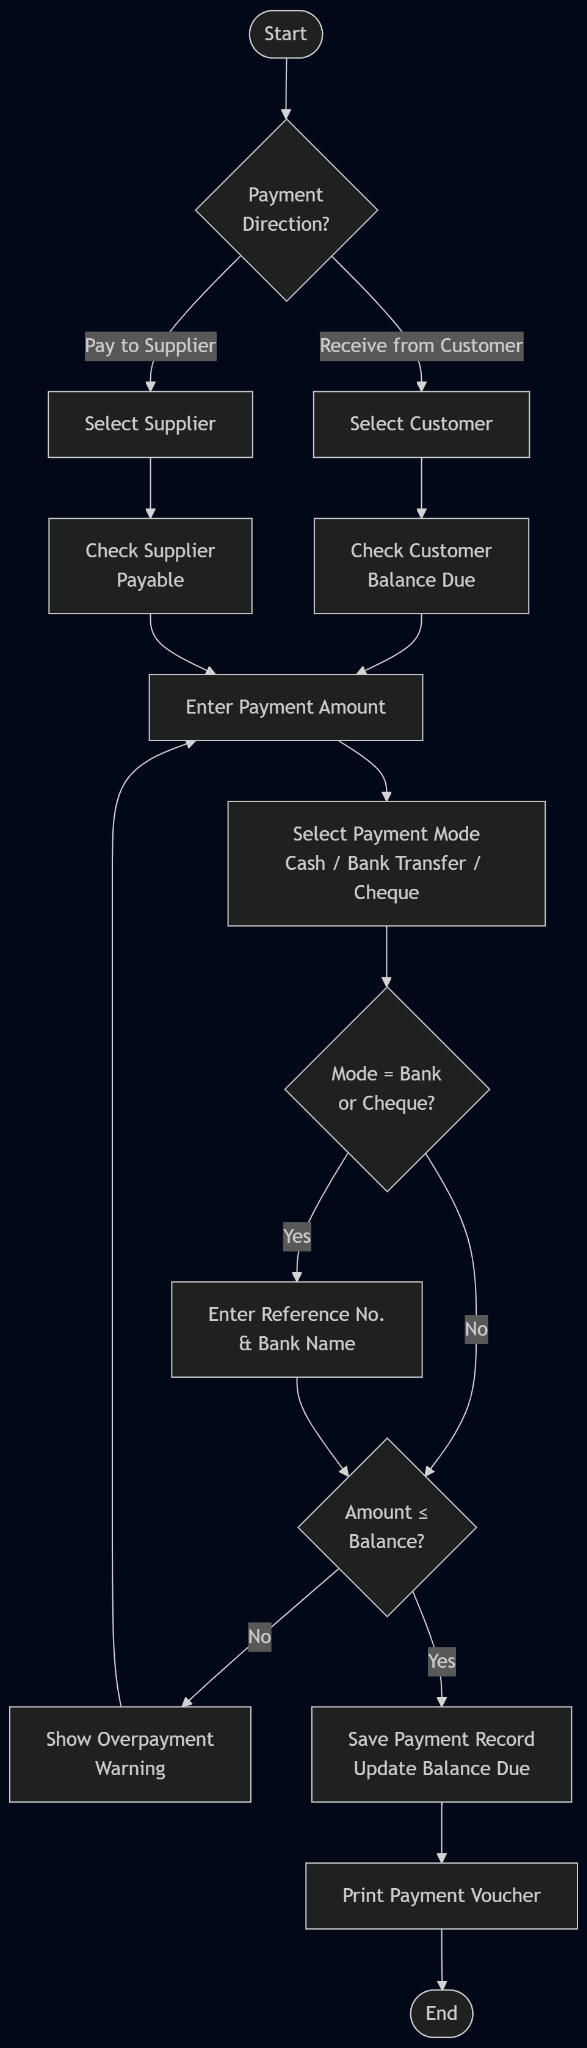 Start
Payment
Direction?
Pay to Supplier
Receive from Customer
Select Supplier
Select Customer
Check Supplier
Payable
Check Customer
Balance Due
Enter Payment Amount
Select Payment Mode
Cash / Bank Transfer /
Cheque
Mode = Bank
or Cheque?
Yes
Enter Reference No.
& Bank Name
No
Amount ≤
Balance?
No
Yes
Show Overpayment
Warning
Save Payment Record
Update Balance Due
Print Payment Voucher
End